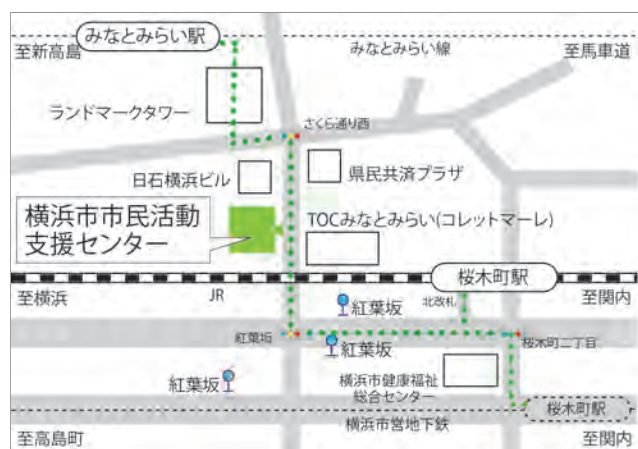 みなとみらい駅
至新高島
みなとみらい線
至馬車道
ランドマークタワー
さくら通り西
日石横浜ビル
県民共済プラザ
横浜市市民活動
支援センター
TOCみなとみらい(コレットマーレ)
桜木町駅
至横浜
JR
紅葉坂
北改札
至関内
紅葉坂
紅葉坂
桜木町二丁目
紅葉坂
横浜市健康福祉
総合センター
桜木町駅
横浜市営地下鉄
至高島町
至関内